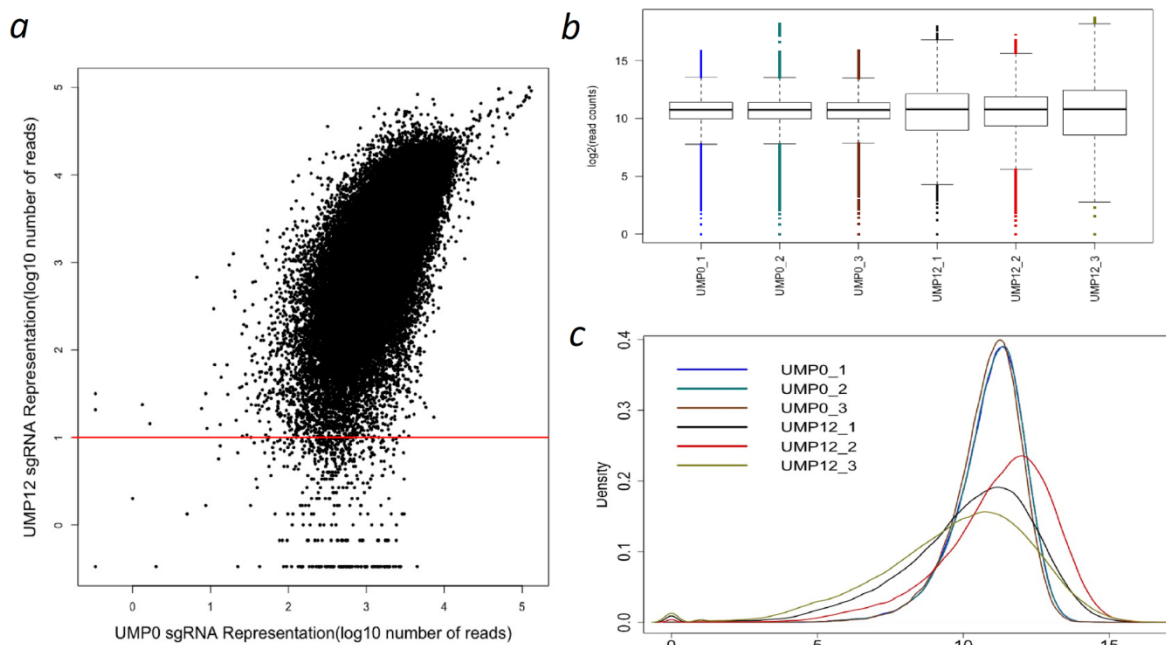 a
5
4
3
2
1
0
UMP12 sgRNA Representation(log10 number of reads)
0 1 2 3 4 5
UMP0 sgRNA Representation(log10 number of reads)
b
15
10
5
0
log2(read counts)
UMP0_1 UMP0_2 UMP0_3 UMP12_1 UMP12_2 UMP12_3
c
0.4
0.3
0.2
0.1
0.0
Density
UMP0_1
UMP0_2
UMP0_3
UMP12_1
UMP12_2
UMP12_3
0 5 10 15